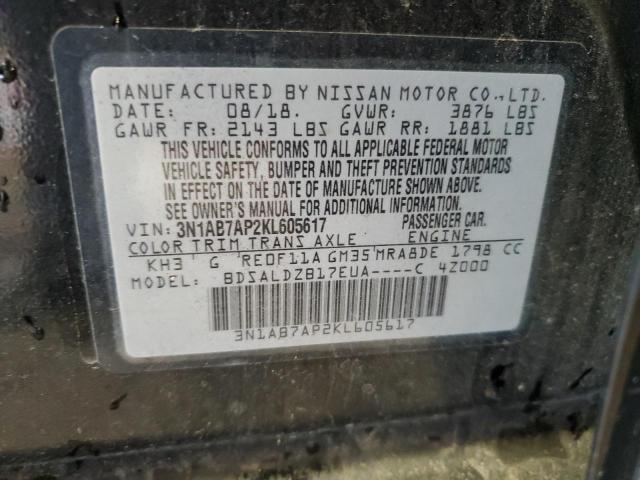 MANUFACTURED BY NISSAN MOTOR CO.,LTD.
DATE: 08/18. GVWR: 3876 LBS
GAWR FR: 2143 LBS GAWR RR: 1881 LBS
THIS VEHICLE CONFORMS TO ALL APPLICABLE FEDERAL MOTOR
VEHICLE SAFETY, BUMPER AND THEFT PREVENTION STANDARDS
IN EFFECT ON THE DATE OF MANUFACTURE SHOWN ABOVE.
SEE OWNER'S MANUAL FOR ADDITIONAL INFORMATION.
VIN: 3N1AB7AP2KL605617 PASSENGER CAR.
COLOR TRIM TRANS AXLE ENGINE
KH3 G RE0F11A GM35 MRA8DE 1798 CC
MODEL: BDSALDZB17EUA----C 4Z000
3N1AB7AP2KL605617